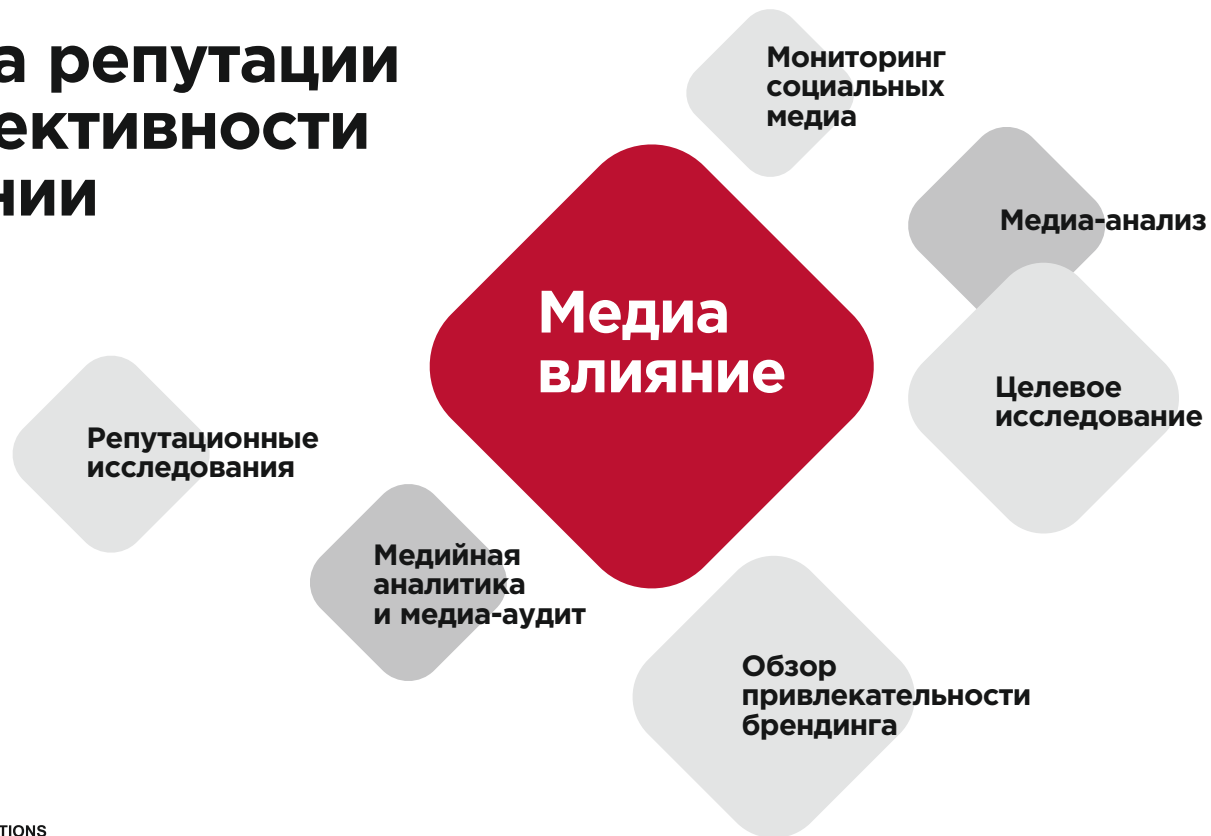 а репутации
ективности
нии
Мониторинг
социальных
медиа
Медиа-анализ
Медиа
влияние
Целевое
исследование
Репутационные
исследования
Медийная
аналитика
и медиа-аудит
Обзор
привлекательности
брендинга
TIONS